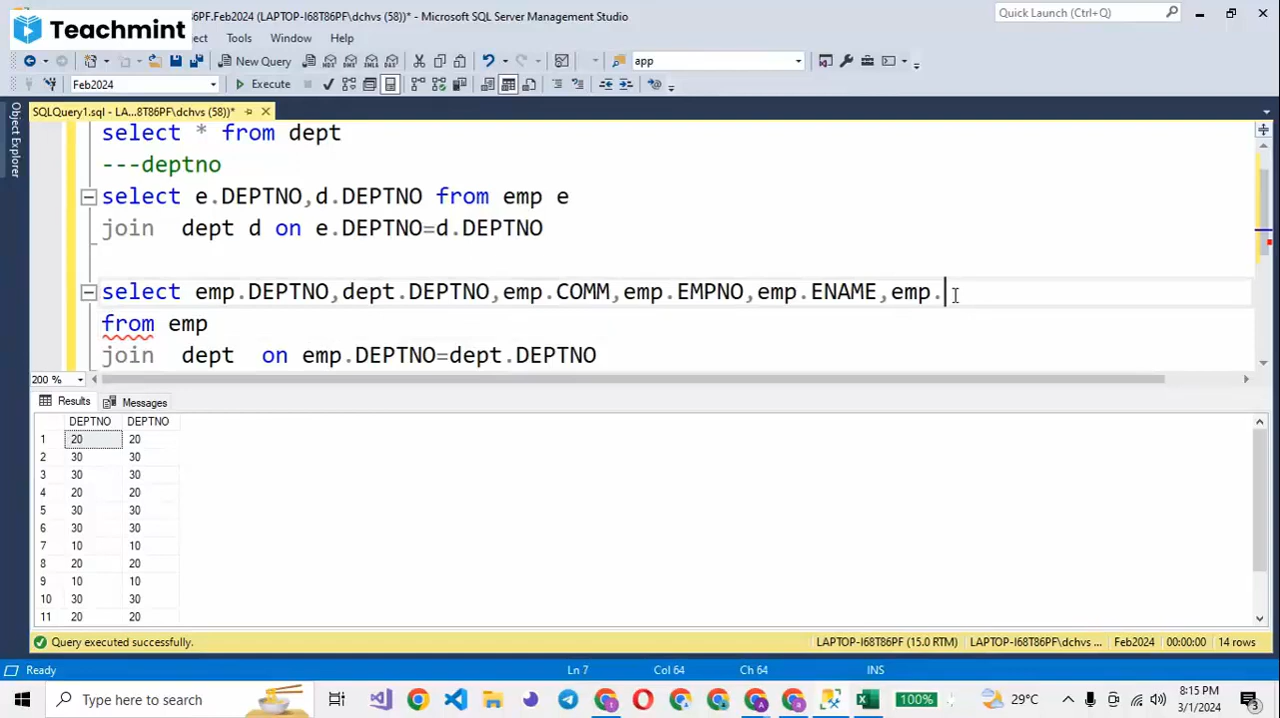 Teachmint
PF.Feb2024 (LAPTOP-I68T86PF\dchvs (58))* - Microsoft SQL Server Management Studio
Quick Launch (Ctrl+Q)
ect Tools Window Help
New Query
app
Feb2024
Execute
Object Explorer
SQLQuery1.sql - LA...8T86PF\dchvs (58))*
select * from dept
---deptno
select e.DEPTNO,d.DEPTNO from emp e
join dept d on e.DEPTNO=d.DEPTNO
select emp.DEPTNO,dept.DEPTNO,emp.COMM,emp.EMPNO,emp.ENAME,emp.
from emp
join dept on emp.DEPTNO=dept.DEPTNO
200 %
Results Messages
DEPTNO DEPTNO
1 20 20
2 30 30
3 30 30
4 20 20
5 30 30
6 30 30
7 10 10
8 20 20
9 10 10
10 30 30
11 20 20
Query executed successfully.
LAPTOP-I68T86PF (15.0 RTM) LAPTOP-I68T86PF\dchvs ... Feb2024 00:00:00 14 rows
Ready Ln 7 Col 64 Ch 64 INS
Type here to search
100%
29°C
8:15 PM
3/1/2024
3